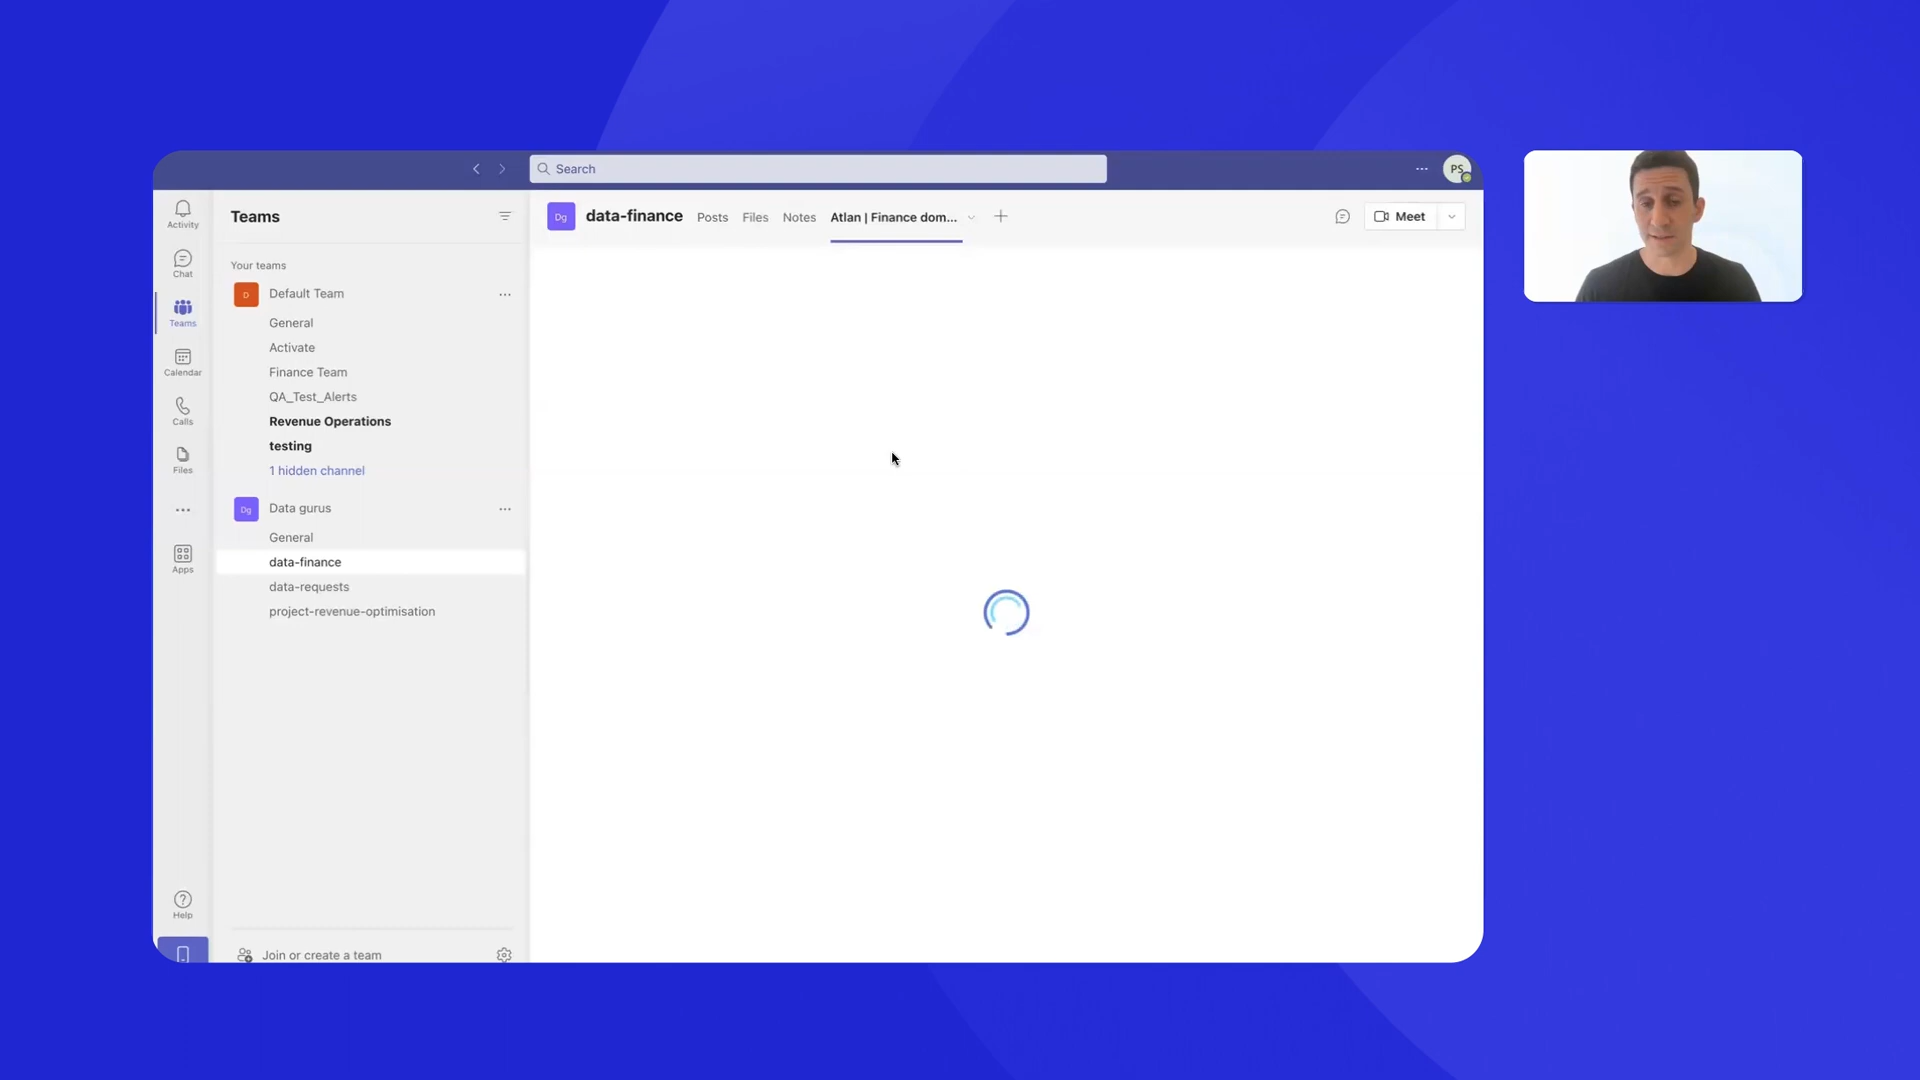 Search
PS
Activity
Chat
Teams
Calendar
Calls
Files
Apps
Help
Teams
Your teams
D
Default Team
General
Activate
Finance Team
QA_Test_Alerts
Revenue Operations
testing
1 hidden channel
Dg
Data gurus
General
data-finance
data-requests
project-revenue-optimisation
Join or create a team
Dg
data-finance
Posts
Files
Notes
Atlan | Finance dom...
Meet